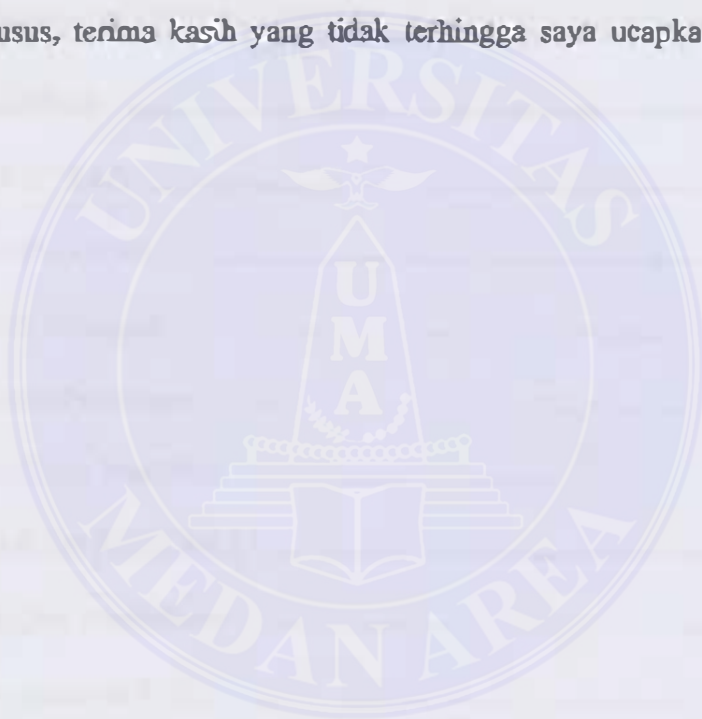 usus, terima kasih yang tidak terhingga saya ucapka
UNIVERSITAS
U
M
A
MEDAN AREA